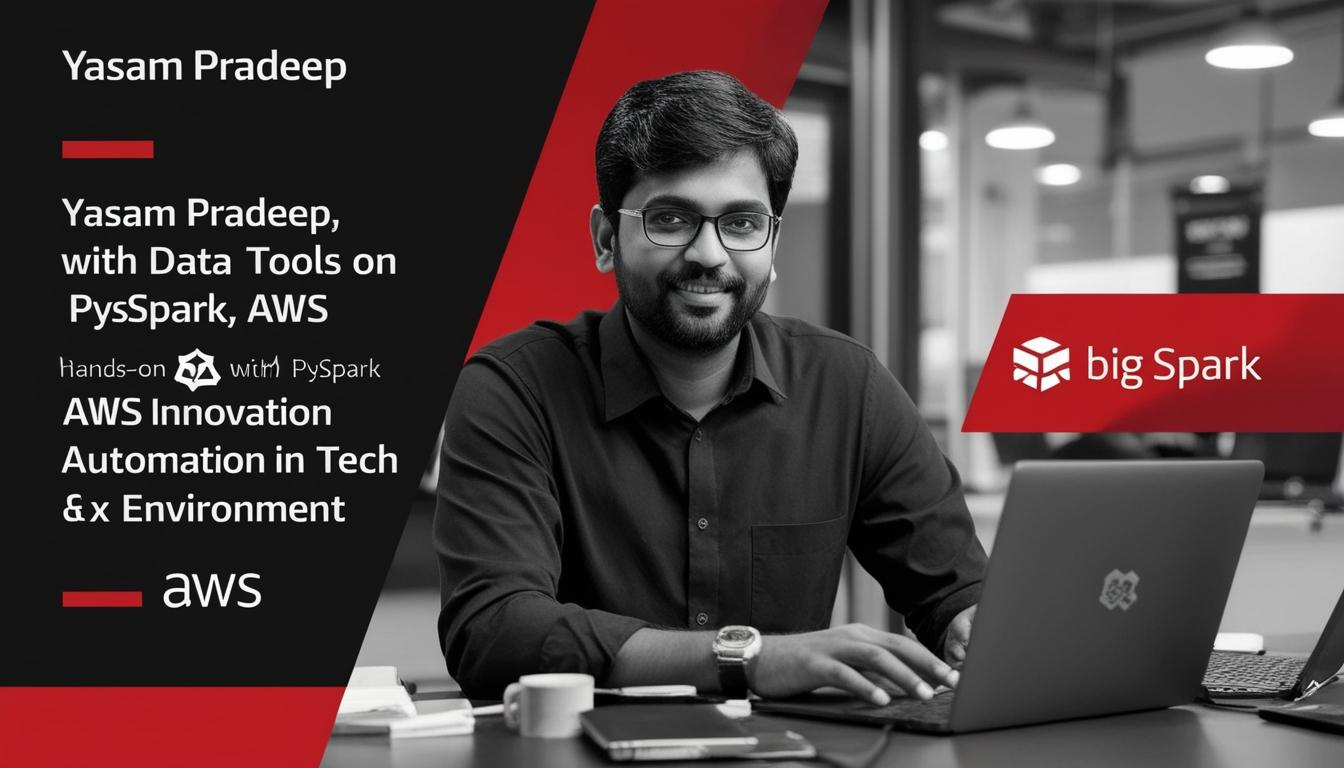 Yasam Pradeep
Yasam Pradeep,
with Data Tools on
PysSpark, AWS
Hands-on with PySpark
AWS Innovation
Automation in Tech
& x Environment
aws
big Spark